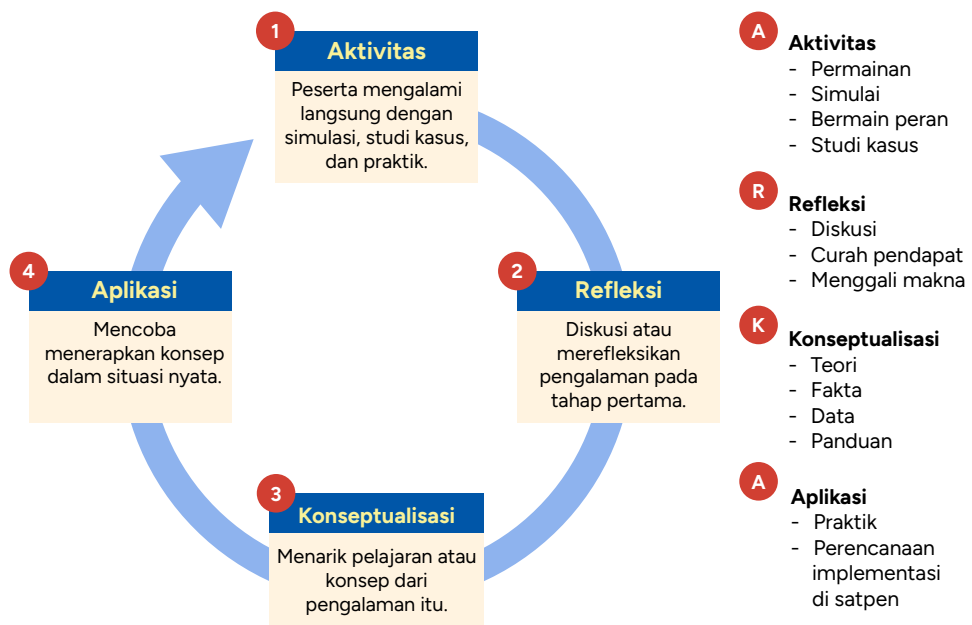 1
Aktivitas
Peserta mengalami
langsung dengan
simulasi, studi kasus,
dan praktik.
2
Refleksi
Diskusi atau
merefleksikan
pengalaman pada
tahap pertama.
3
Konseptualisasi
Menarik pelajaran atau
konsep dari
pengalaman itu.
4
Aplikasi
Mencoba
menerapkan konsep
dalam situasi nyata.
A
Aktivitas
- Permainan
- Simulai
- Bermain peran
- Studi kasus
R
Refleksi
- Diskusi
- Curah pendapat
- Menggali makna
K
Konseptualisasi
- Teori
- Fakta
- Data
- Panduan
A
Aplikasi
- Praktik
- Perencanaan
implementasi
di satpen